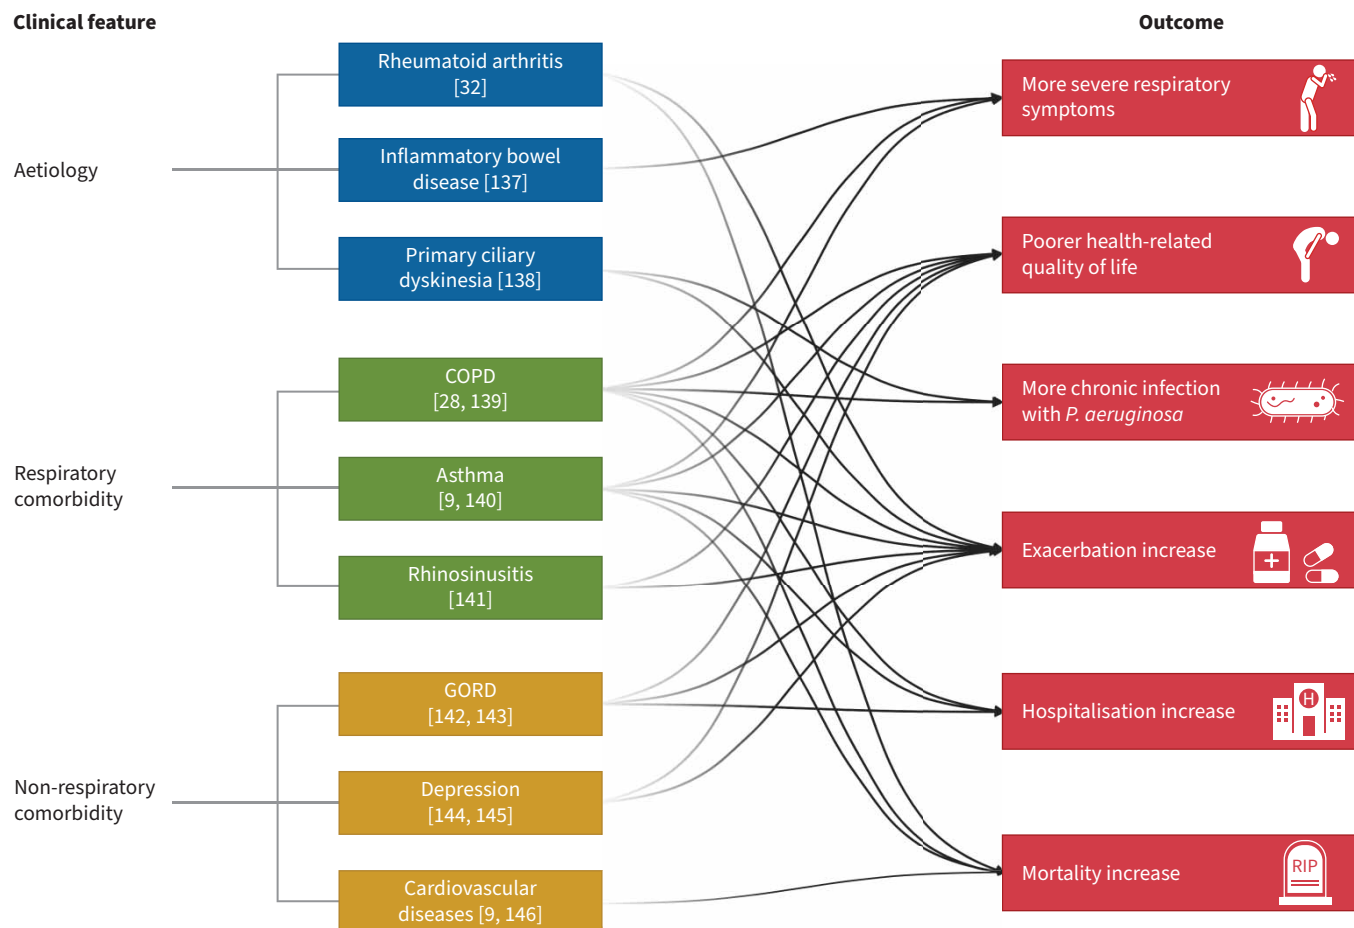 Clinical feature
Outcome
Aetiology
Rheumatoid arthritis
[32]
Inflammatory bowel
disease [137]
Primary ciliary
dyskinesia [138]
Respiratory
comorbidity
COPD
[28, 139]
Asthma
[9, 140]
Rhinosinusitis
[141]
Non-respiratory
comorbidity
GORD
[142, 143]
Depression
[144, 145]
Cardiovascular
diseases [9, 146]
More severe respiratory
symptoms
Poorer health-related
quality of life
More chronic infection
with P. aeruginosa
Exacerbation increase
Hospitalisation increase
H
Mortality increase
RIP